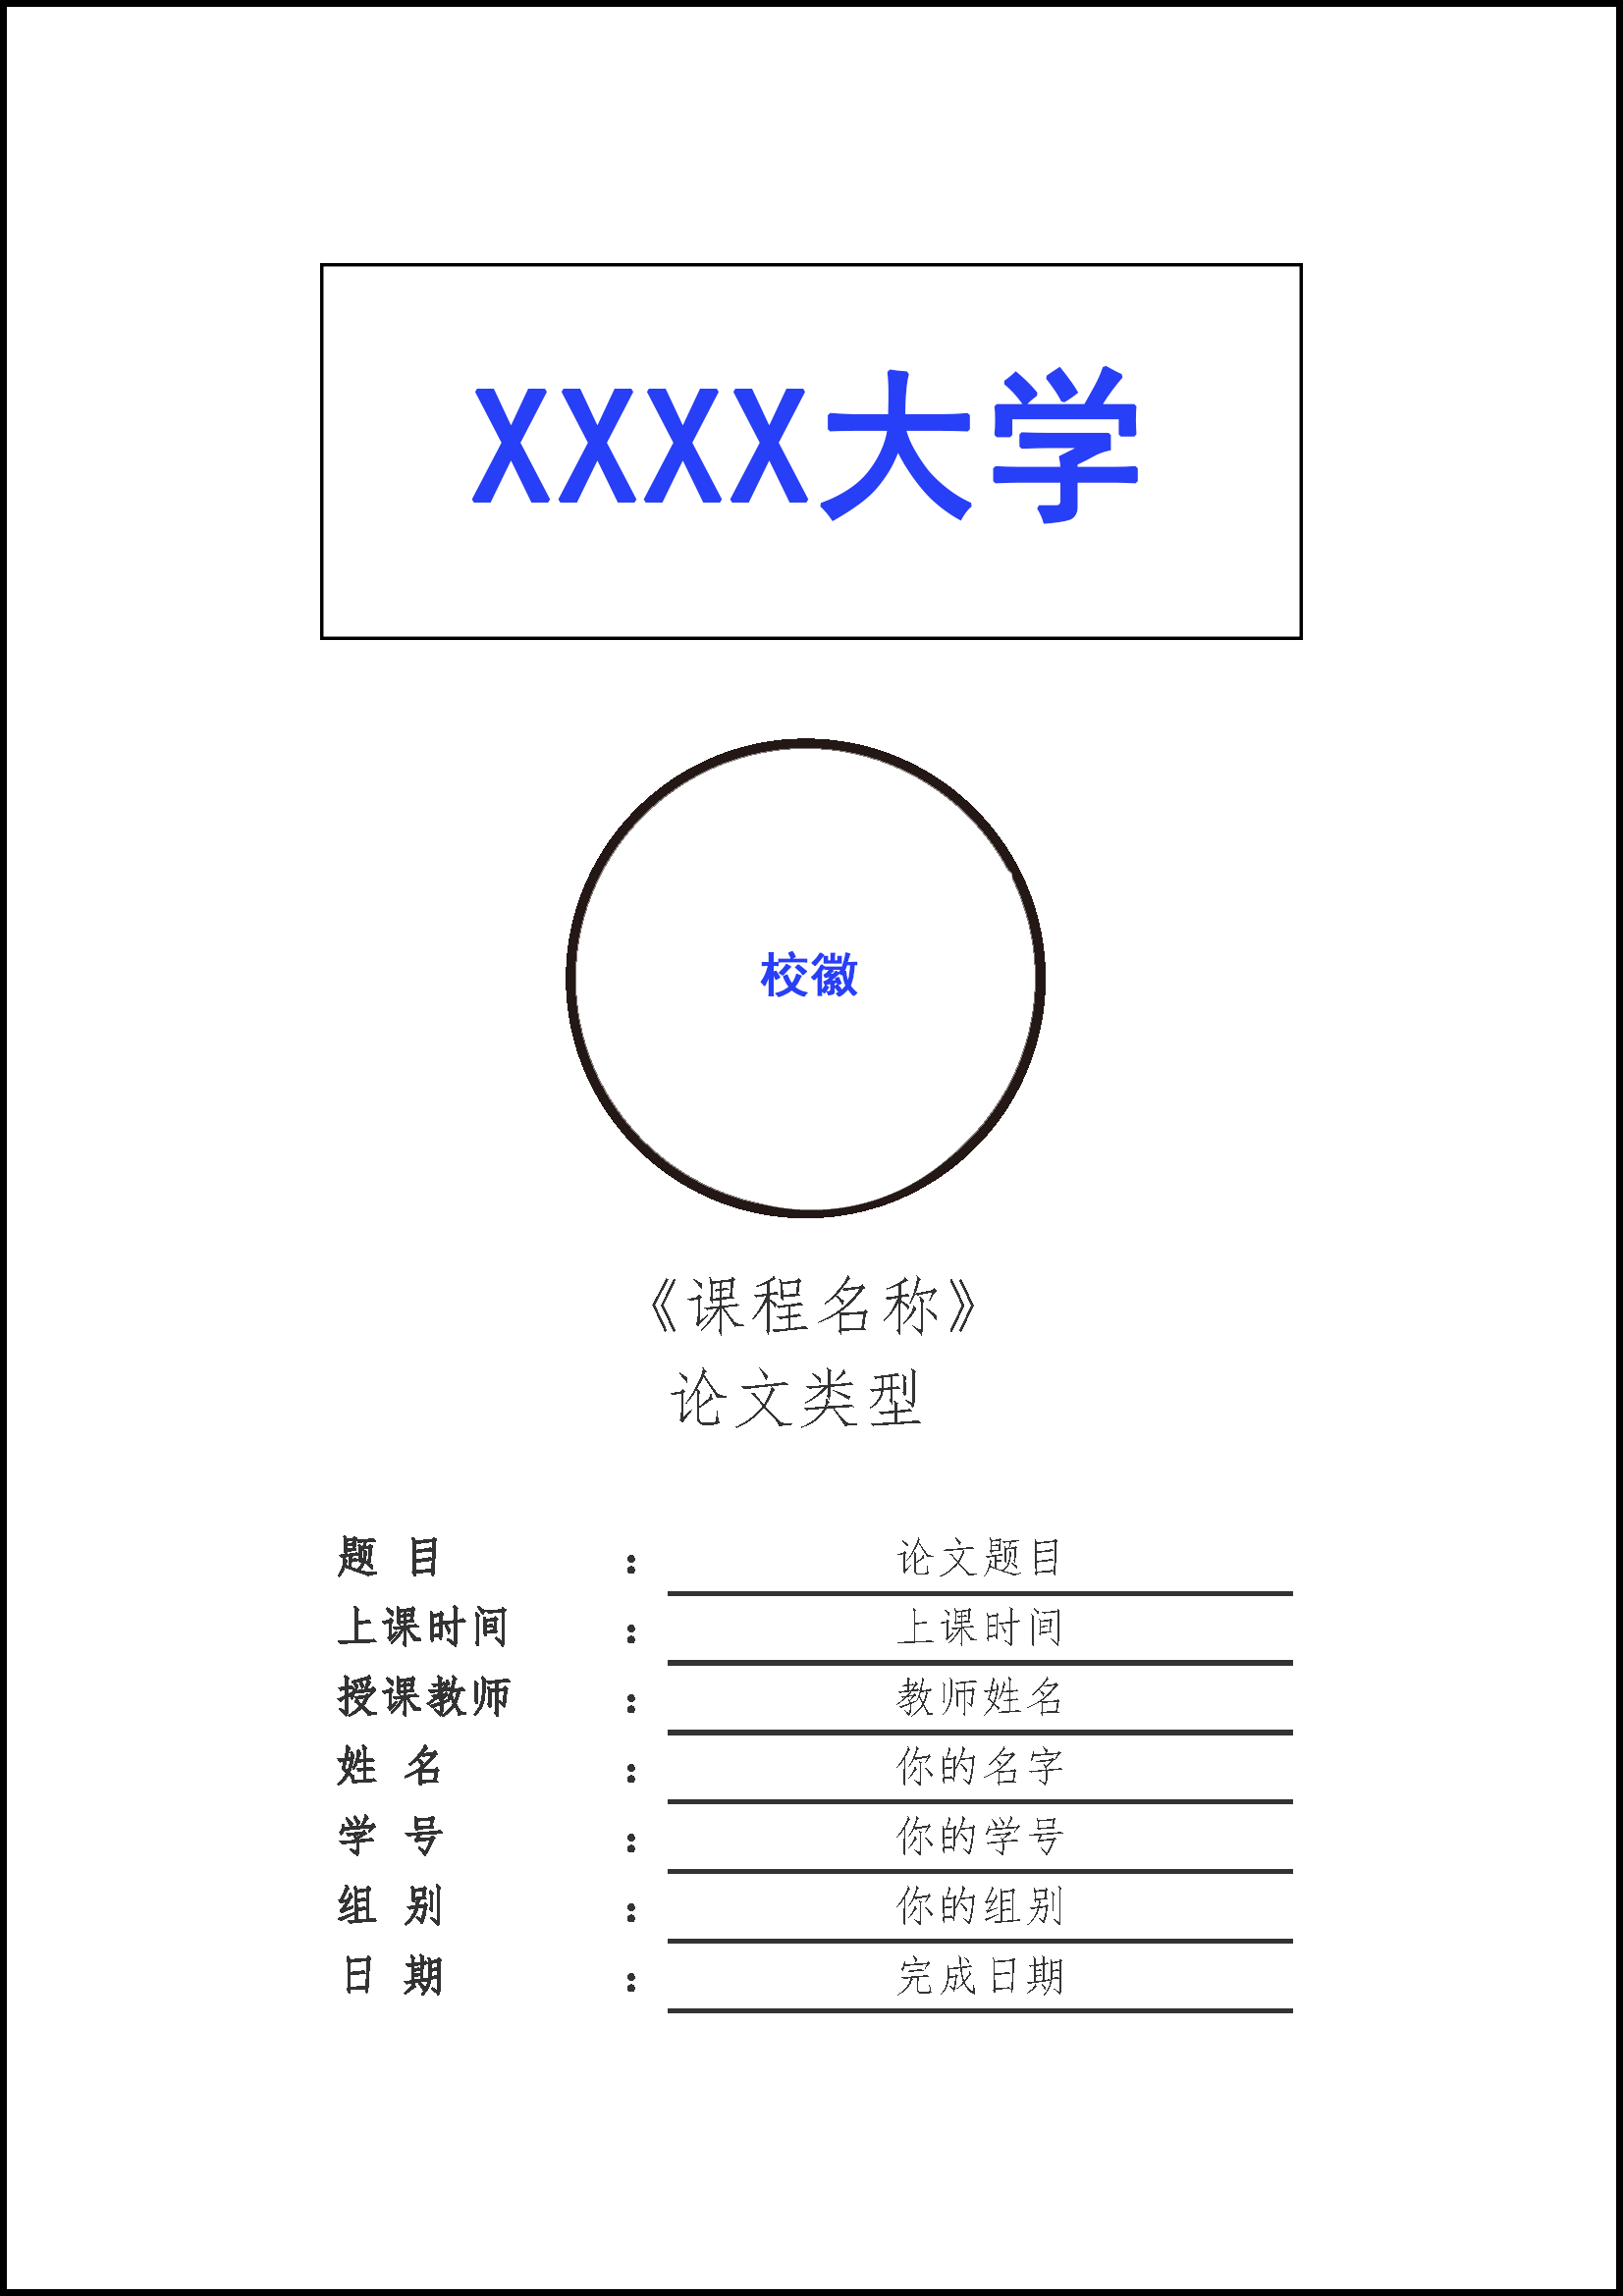 XXXX大学
校徽
《课程名称》
论文类型
题 目 : 论文题目
上课时间 : 上课时间
授课教师 : 教师姓名
姓 名 : 你的名字
学 号 : 你的学号
组 别 : 你的组别
日 期 : 完成日期